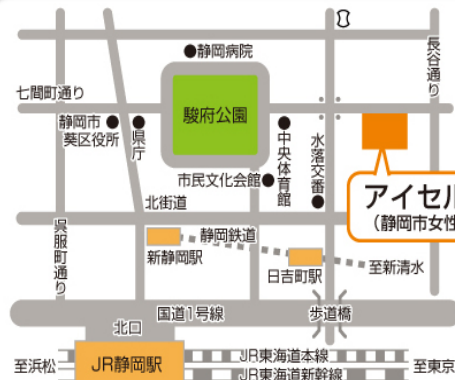 静岡病院
長谷通り
七間町通り
駿府公園
静岡市
葵区役所
県庁
中央体育館
水落交番
市民文化会館
アイセル
(静岡市女性
北街道
呉服町通り
静岡鉄道
新静岡駅
日吉町駅
至新清水
国道1号線
歩道橋
北口
至浜松
JR静岡駅
JR東海道本線
JR東海道新幹線
至東京